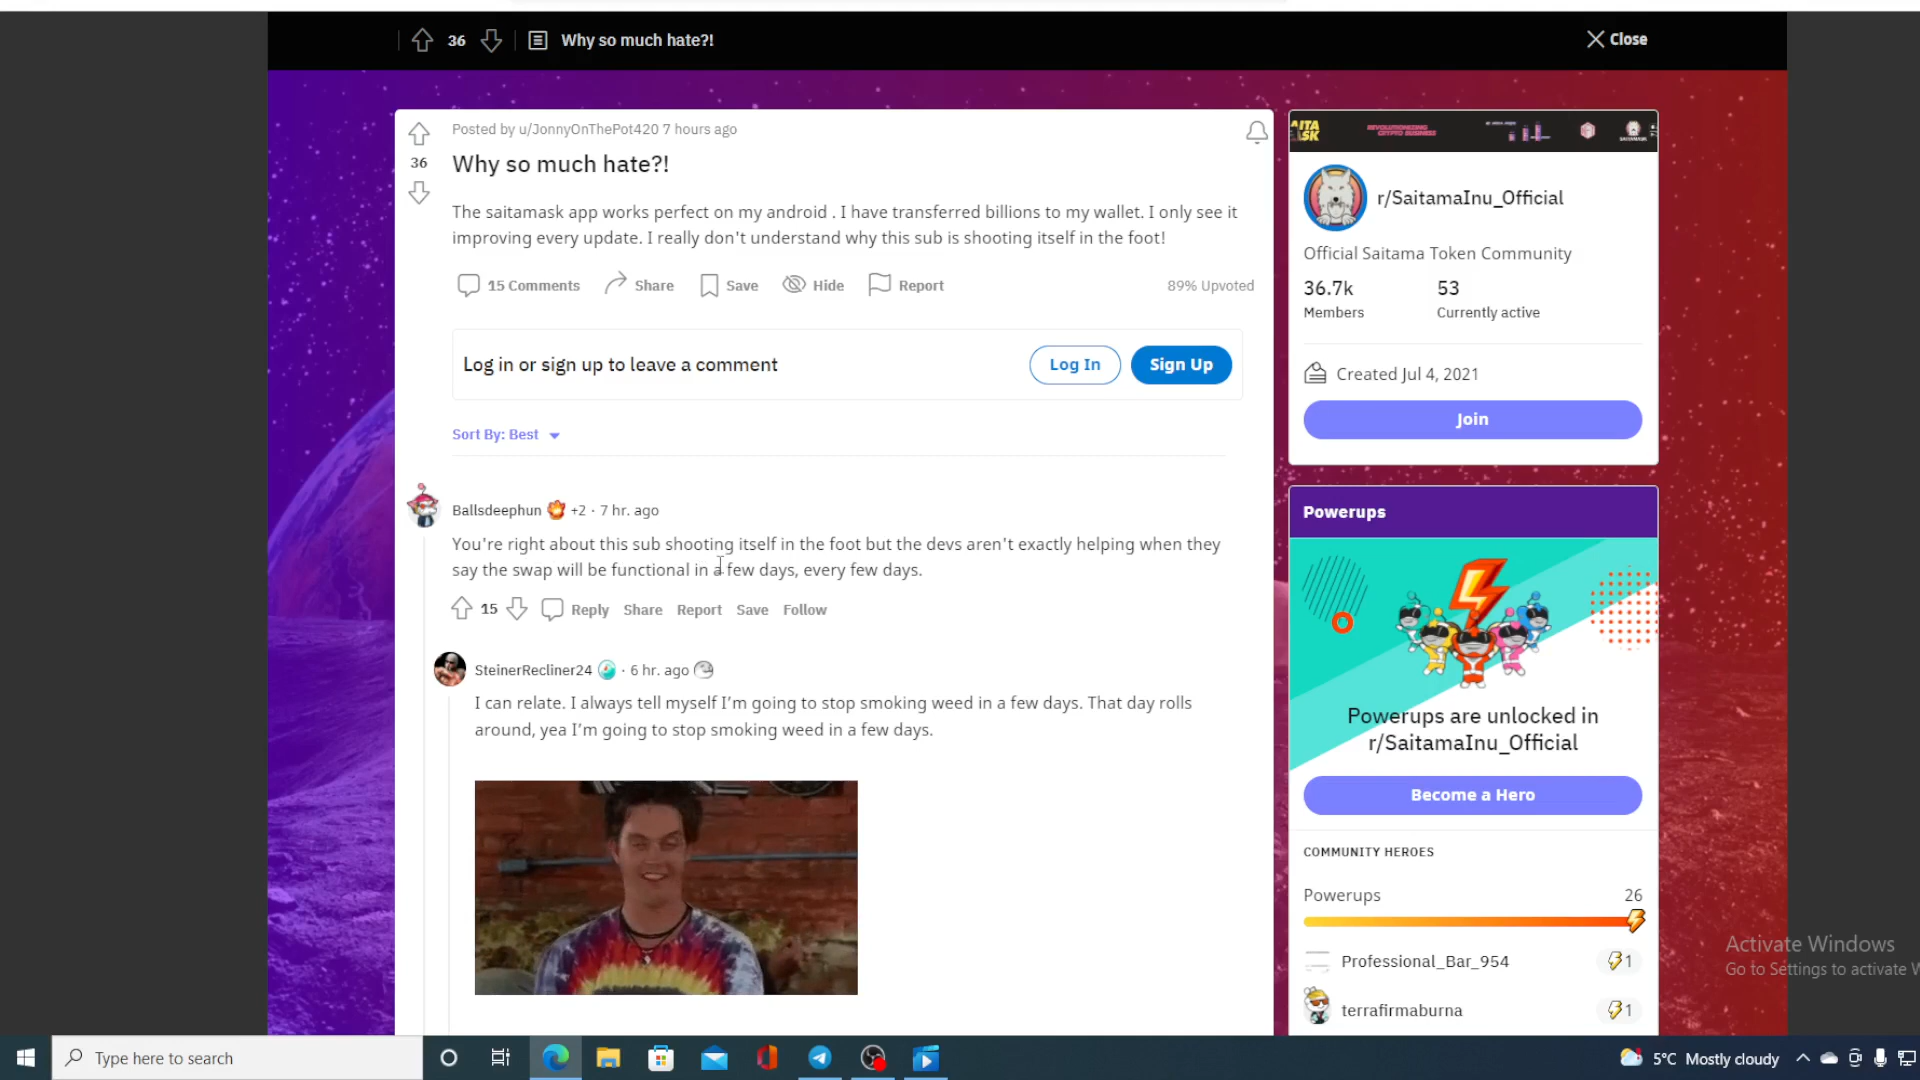 36 Why so much hate?! Close
Posted by u/JonnyOnThePot420 7 hours ago
36
Why so much hate?!
The saitamask app works perfect on my android . I have transferred billions to my wallet. I only see it
improving every update. I really don't understand why this sub is shooting itself in the foot!
15 Comments Share Save Hide Report 89% Upvoted
Log in or sign up to leave a comment Log In Sign Up
Sort By: Best
Ballsdeephun +2 · 7 hr. ago
You're right about this sub shooting itself in the foot but the devs aren't exactly helping when they
say the swap will be functional in a few days, every few days.
15 Reply Share Report Save Follow
SteinerRecliner24 · 6 hr. ago
I can relate. I always tell myself I'm going to stop smoking weed in a few days. That day rolls
around, yea I'm going to stop smoking weed in a few days.
REVOLUTIONIZING
CRYPTO BUSINESS
r/SaitamaInu_Official
Official Saitama Token Community
36.7k 53
Members Currently active
Created Jul 4, 2021
Join
Powerups
Powerups are unlocked in
r/SaitamaInu_Official
Become a Hero
COMMUNITY HEROES
Powerups 26
Professional_Bar_954 1
terrafirmaburna 1
Activate Windows
Go to Settings to activate W
Type here to search
5°C Mostly cloudy